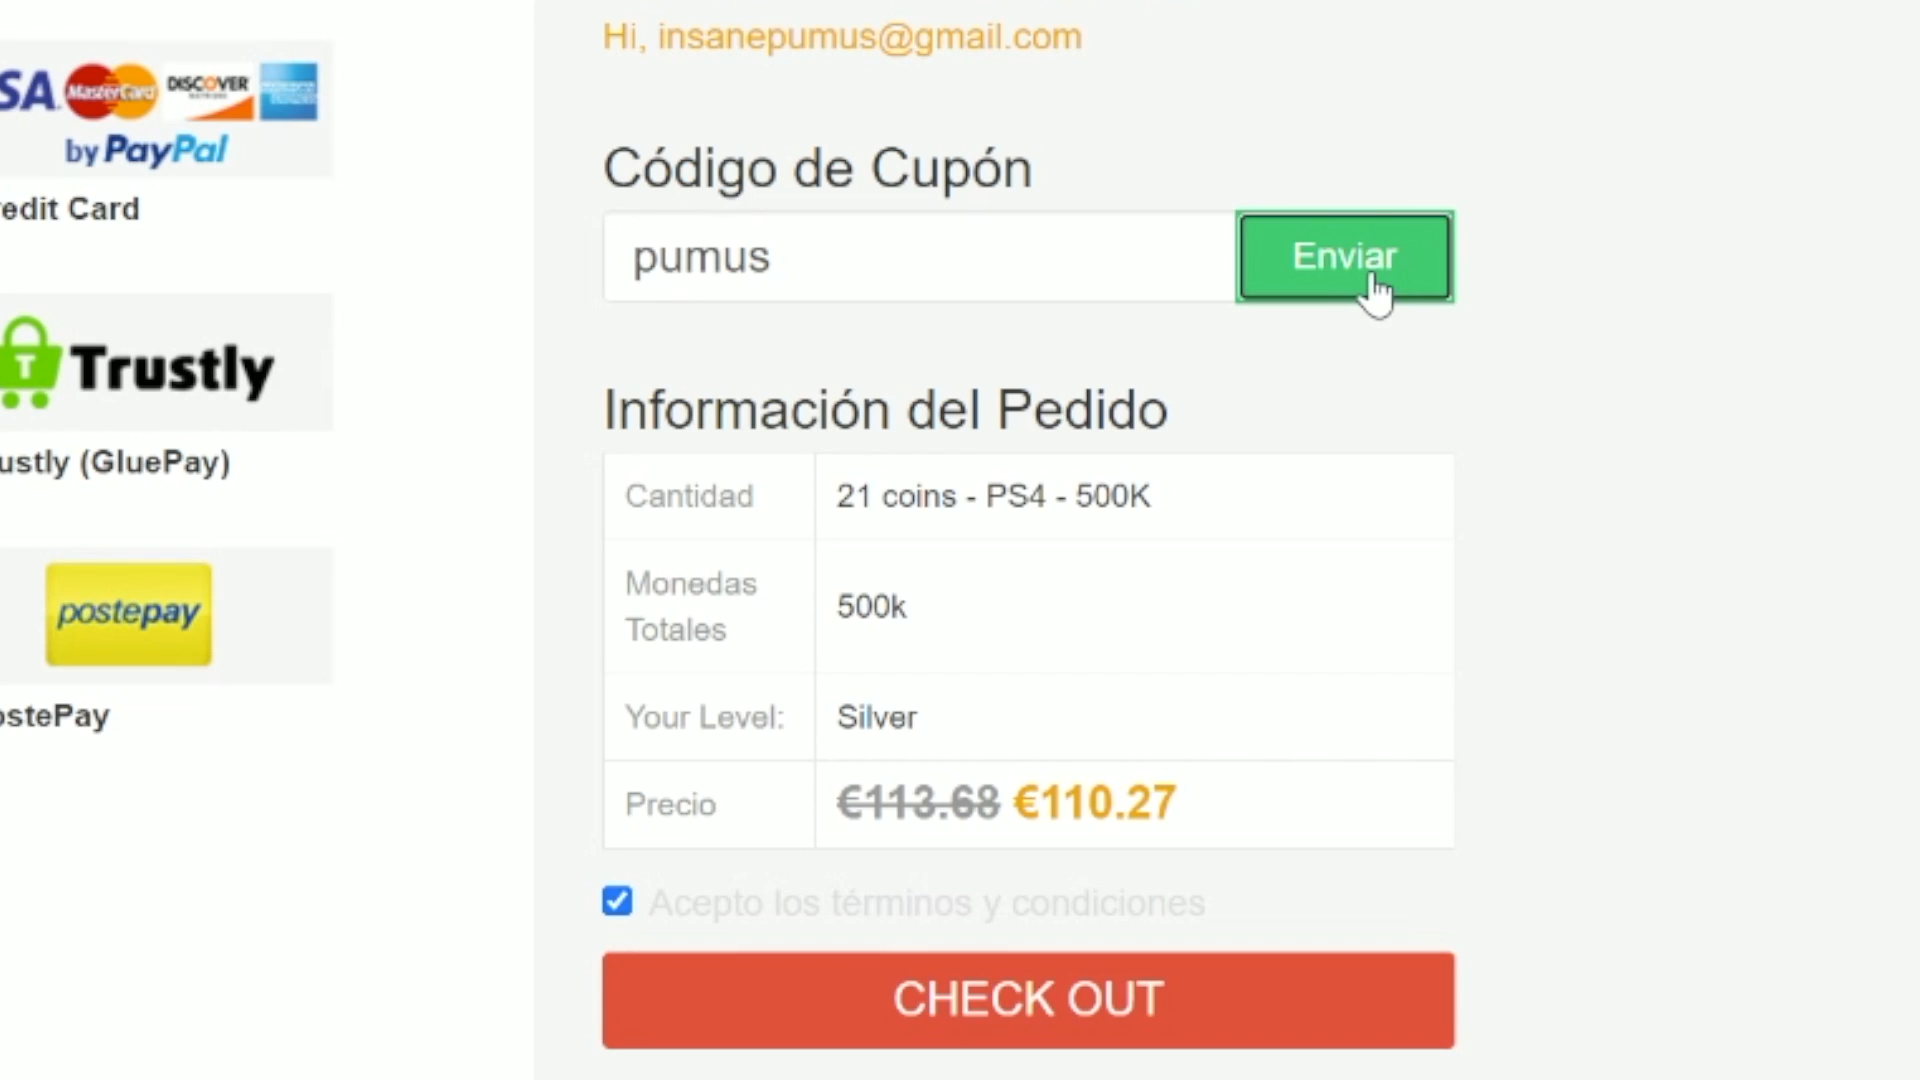 Hi, insanepumus@gmail.com
SA MasterCard DISCOVER
by PayPal
edit Card
Trustly
ustly (GluePay)
postepay
ostePay
Código de Cupón
pumus Enviar
Información del Pedido
Cantidad 21 coins - PS4 - 500K
Monedas Totales 500k
Your Level: Silver
Precio €113.68 €110.27
Acepto los términos y condiciones
CHECK OUT